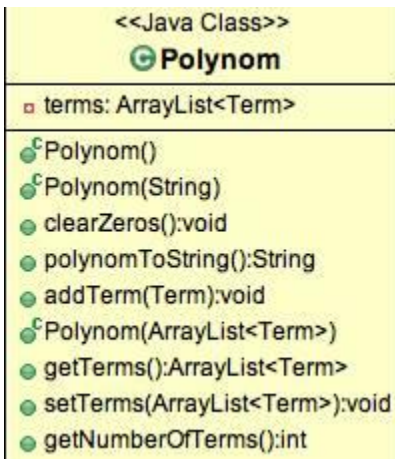 <<Java Class>>
C Polynom
terms: ArrayList<Term>
C Polynom()
C Polynom(String)
clearZeros():void
polynomToString():String
addTerm(Term):void
C Polynom(ArrayList<Term>)
getTerms():ArrayList<Term>
setTerms(ArrayList<Term>):void
getNumberOfTerms():int